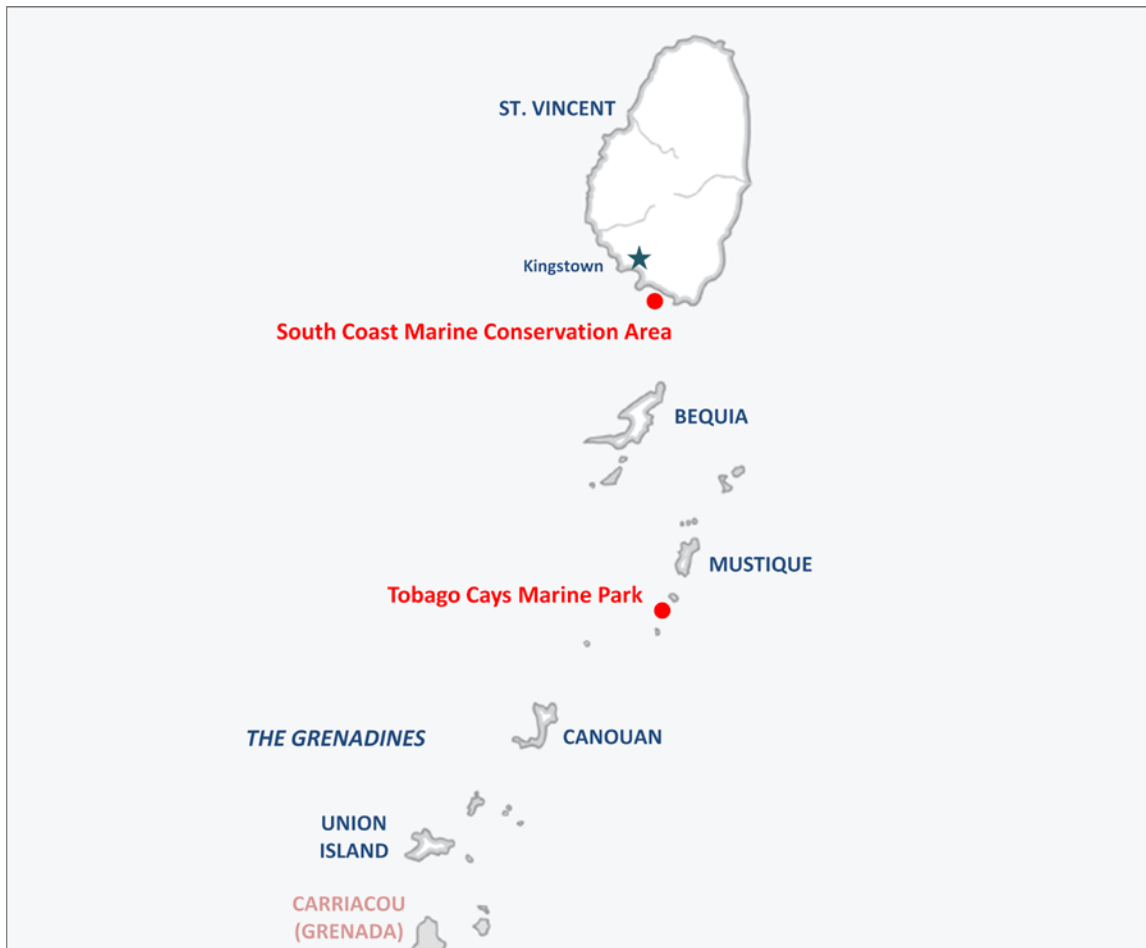 ST. VINCENT
Kingstown
South Coast Marine Conservation Area
BEQUIA
MUSTIQUE
Tobago Cays Marine Park
THE GRENADINES
CANOUAN
UNION
ISLAND
CARRIACOU
(GRENADA)